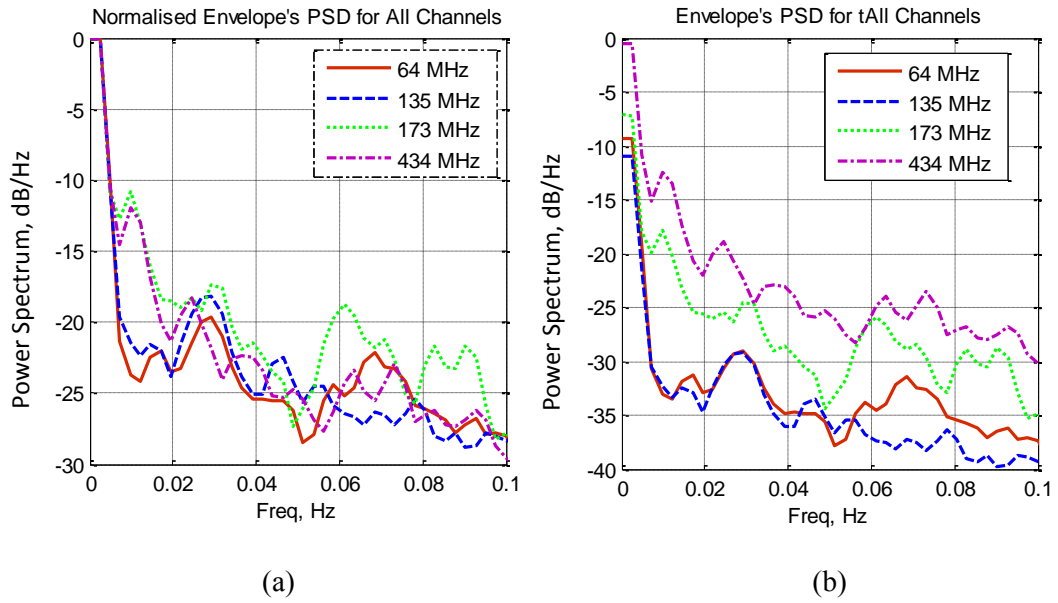 Normalised Envelope's PSD for All Channels
0
-5
-10
-15
-20
-25
-30
Power Spectrum, dB/Hz
64 MHz
135 MHz
173 MHz
434 MHz
0
0.02
0.04
0.06
0.08
0.1
Freq, Hz
(a)
Envelope's PSD for tAll Channels
0
-5
-10
-15
-20
-25
-30
-35
-40
Power Spectrum, dB/Hz
64 MHz
135 MHz
173 MHz
434 MHz
0
0.02
0.04
0.06
0.08
0.1
Freq, Hz
(b)